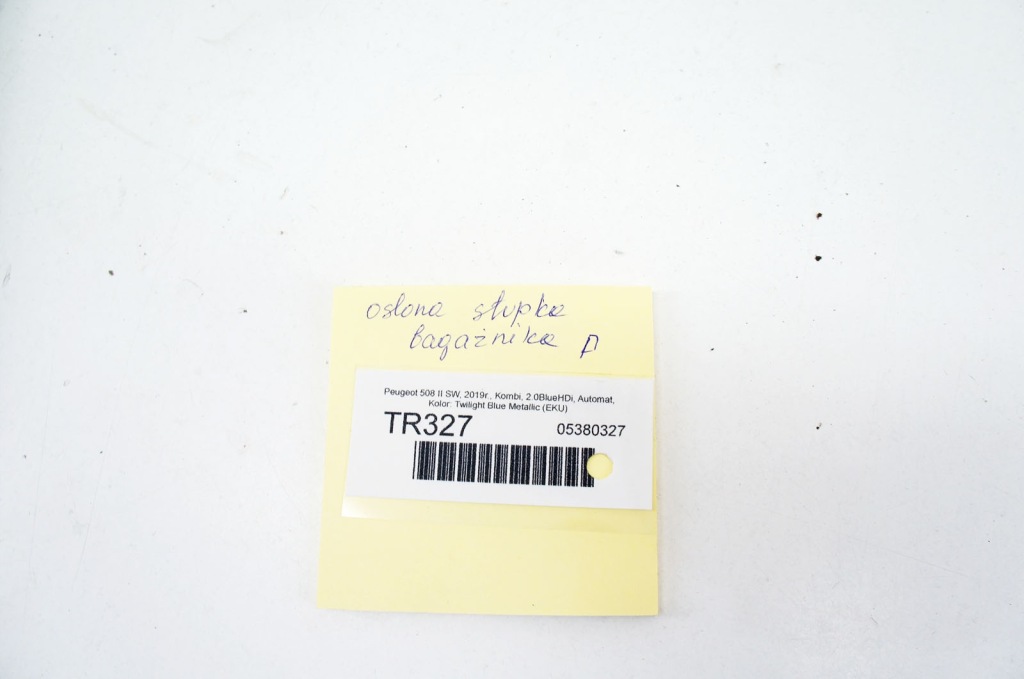 osłona słupka
bagażnika P
Peugeot 508 II SW, 2019r., Kombi, 2.0BlueHDi, Automat,
Kolor: Twilight Blue Metallic (EKU)
TR327 05380327